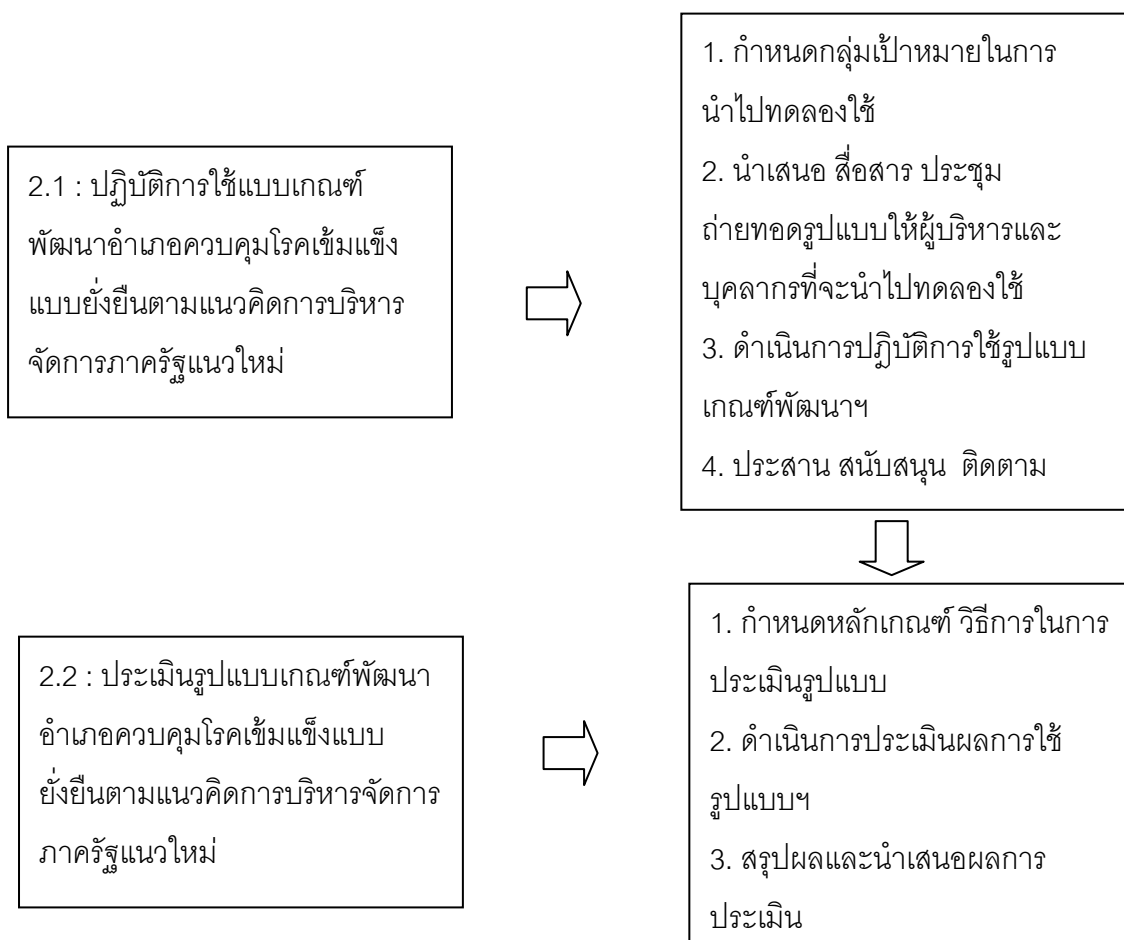 2.1 : ปฏิบัติการใช้แบบเกณฑ์
พัฒนาอำเภอควบคุมโรคเข้มแข็ง
แบบยั่งยืนตามแนวคิดการบริหาร
จัดการภาครัฐแนวใหม่
1. กำหนดกลุ่มเป้าหมายในการ
นำไปทดลองใช้
2. นำเสนอ สื่อสาร ประชุม
ถ่ายทอดรูปแบบให้ผู้บริหารและ
บุคลากรที่จะนำไปทดลองใช้
3. ดำเนินการปฏิบัติการใช้รูปแบบ
เกณฑ์พัฒนาฯ
4. ประสาน สนับสนุน ติดตาม
2.2 : ประเมินรูปแบบเกณฑ์พัฒนา
อำเภอควบคุมโรคเข้มแข็งแบบ
ยั่งยืนตามแนวคิดการบริหารจัดการ
ภาครัฐแนวใหม่
1. กำหนดหลักเกณฑ์ วิธีการในการ
ประเมินรูปแบบ
2. ดำเนินการประเมินผลการใช้
รูปแบบฯ
3. สรุปผลและนำเสนอผลการ
ประเมิน